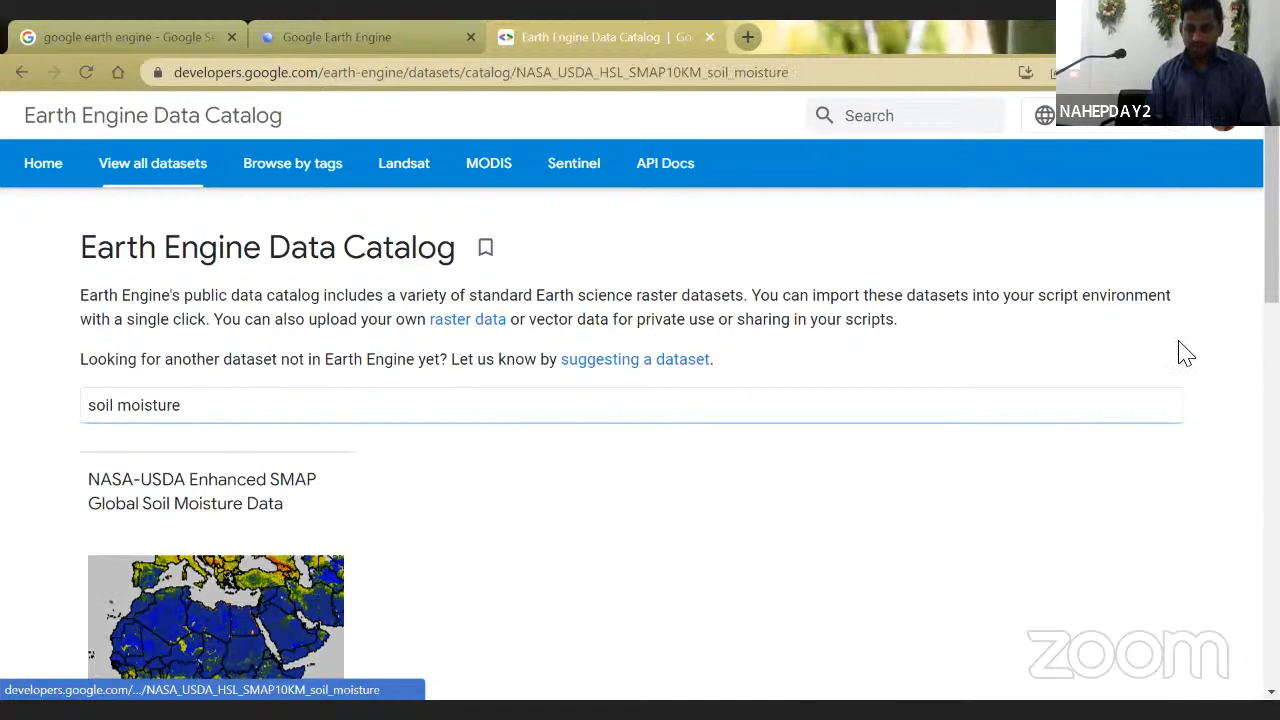 google earth engine - Google Se
Google Earth Engine
Earth Engine Data Catalog | Go
developers.google.com/earth-engine/datasets/catalog/NASA_USDA_HSL_SMAP10KM_soil_moisture
NAHEPDAY2
Earth Engine Data Catalog
Search
Home
View all datasets
Browse by tags
Landsat
MODIS
Sentinel
API Docs
Earth Engine Data Catalog
Earth Engine's public data catalog includes a variety of standard Earth science raster datasets. You can import these datasets into your script environment
with a single click. You can also upload your own raster data or vector data for private use or sharing in your scripts.
Looking for another dataset not in Earth Engine yet? Let us know by suggesting a dataset.
soil moisture
NASA-USDA Enhanced SMAP
Global Soil Moisture Data
zoom
developers.google.com/.../NASA_USDA_HSL_SMAP10KM_soil_moisture